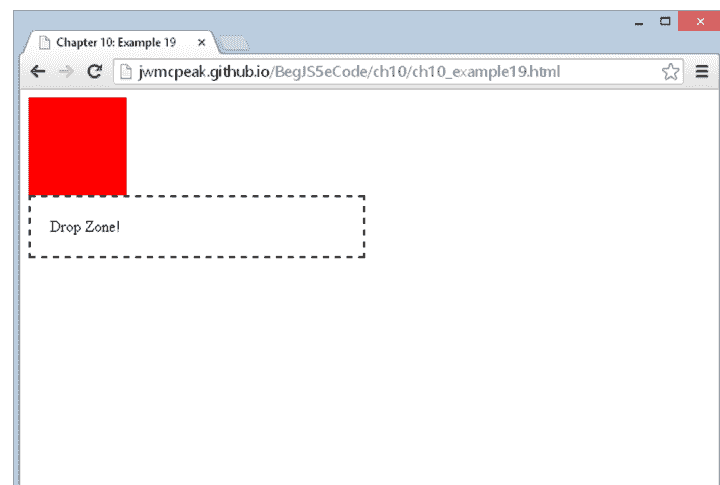 Chapter 10: Example 19
jwmcpeak.github.io/BegJS5eCode/ch10/ch10_example19.html
Drop Zone!